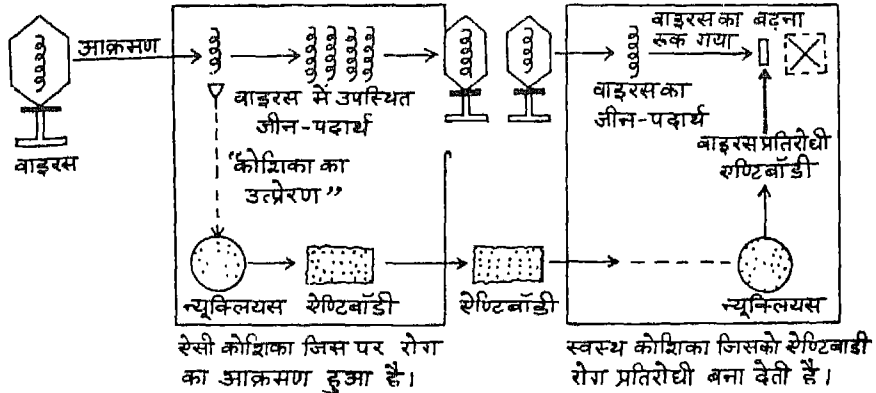 आक्रमण
वाइरस
वाइरस में उपस्थित
जीन-पदार्थ
"कोशिका का
उत्प्रेरण"
न्यूक्लियस
ऐण्टिबॉडी
ऐसी कोशिका जिस पर रोग
का आक्रमण हुआ है।
ऐण्टिबॉडी
वाइरस का बढ़ना
रूक गया
वाइरस का
जीन-पदार्थ
वाइरस प्रतिरोधी
ऐण्टिबॉडी
न्यूक्लियस
स्वस्थ कोशिका जिसको ऐण्टिबाडी
रोग प्रतिरोधी बना देती है।